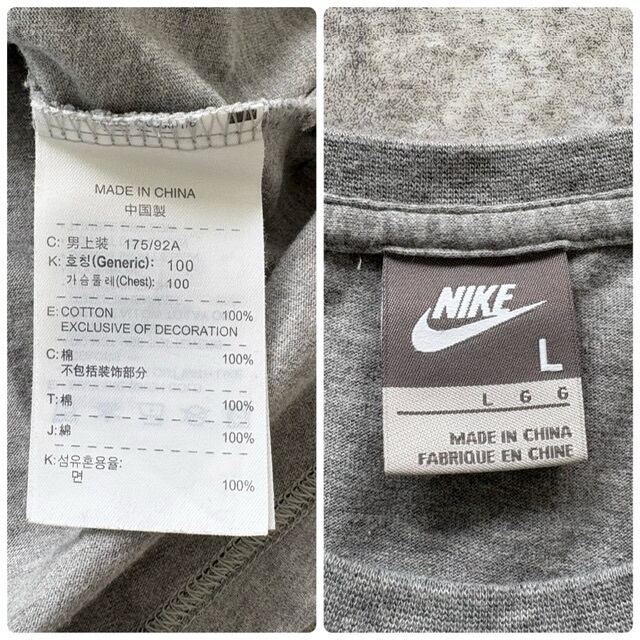 MADE IN CHINA
中国製
C: 男上裝 175/92A
K: 호칭(Generic): 100
가슴둘레(Chest): 100
E: COTTON 100%
EXCLUSIVE OF DECORATION
C: 棉 100%
不包括装饰部分
T: 棉 100%
J: 綿 100%
K: 섬유혼용율:
면 100%
NIKE
L
L G G
MADE IN CHINA
FABRIQUE EN CHINE